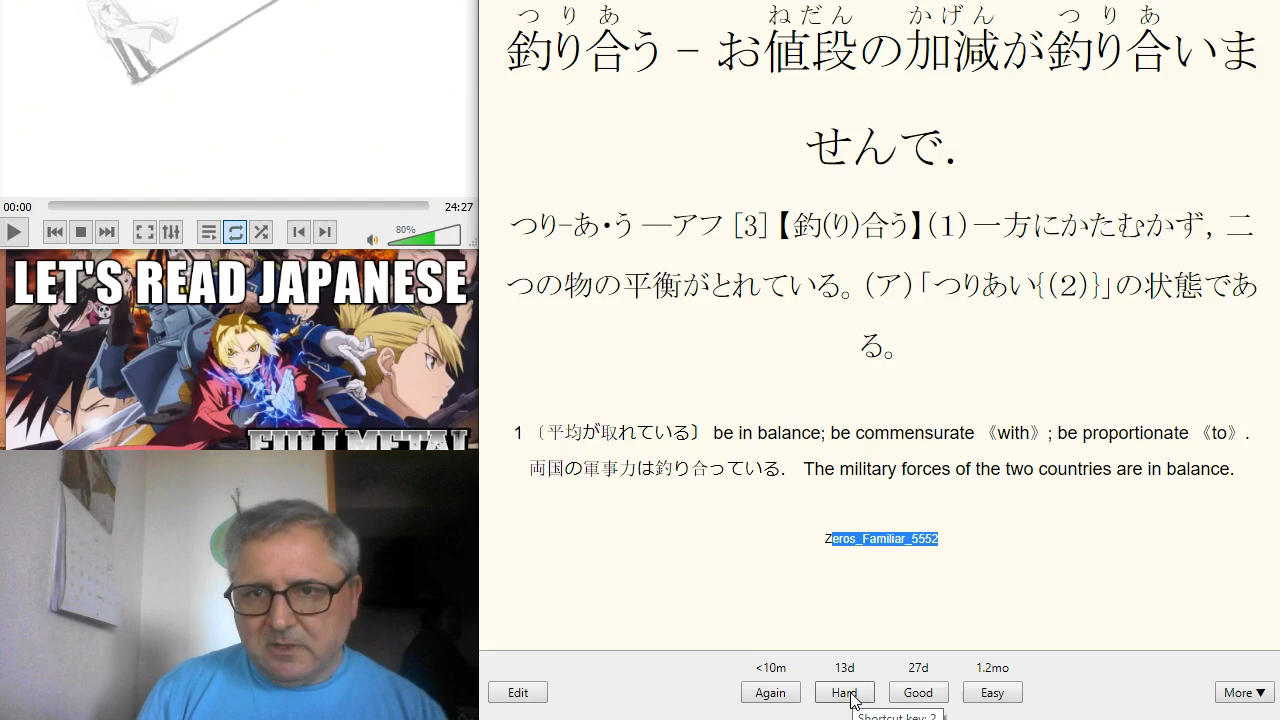 つりあ ねだん かげん つりあ
釣り合う − お値段の加減が釣り合いま
せんで.
つり−あ・う ―アフ [3]【釣(り)合う】(1)一方にかたむかず, 二
つの物の平衡がとれている。(ア)「つりあい{(2)}」の状態であ
る。
1 〔平均が取れている〕 be in balance; be commensurate 《with》; be proportionate 《to》.
両国の軍事力は釣り合っている. The military forces of the two countries are in balance.
Zeros_Familiar_5552
00:00 24:27
80%
LET'S READ JAPANESE
FULLMETAL
<10m 13d 27d 1.2mo
Edit Again Hard Good Easy More ▼
Shortcut key: 2